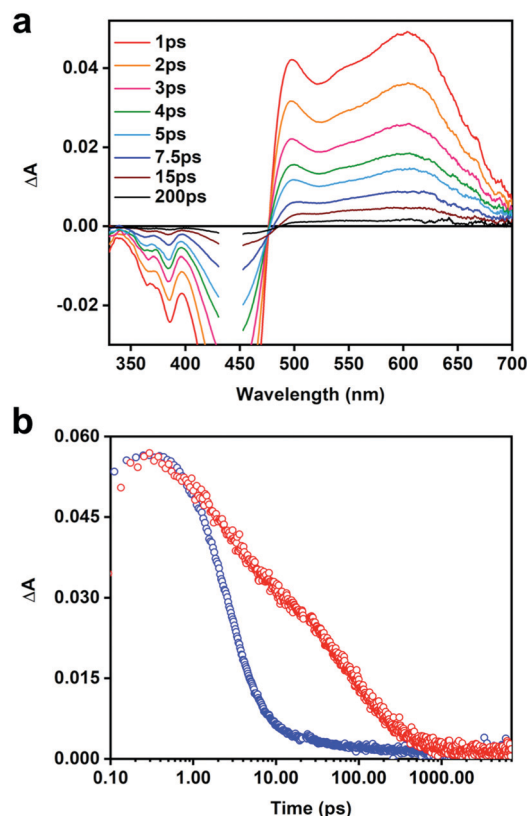 a
ΔA
0.04
0.02
0.00
-0.02
1ps
2ps
3ps
4ps
5ps
7.5ps
15ps
200ps
350 400 450 500 550 600 650 700
Wavelength (nm)
b
ΔA
0.060
0.045
0.030
0.015
0.000
0.10 1.00 10.00 100.00 1000.00
Time (ps)